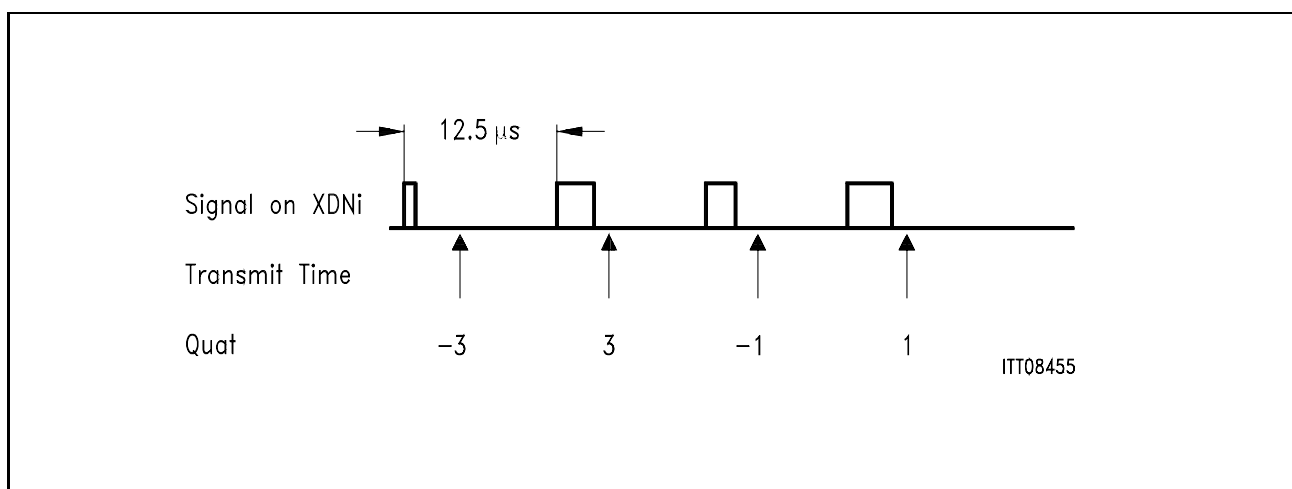 12.5 μs
Signal on XDNi
Transmit Time
Quat -3 3 -1 1
ITT08455